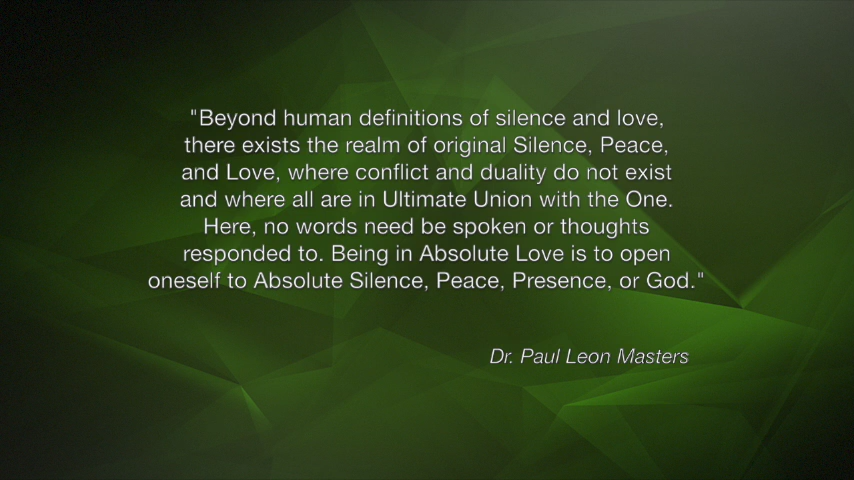 "Beyond human definitions of silence and love,
there exists the realm of original Silence, Peace,
and Love, where conflict and duality do not exist
and where all are in Ultimate Union with the One.
Here, no words need be spoken or thoughts
responded to. Being in Absolute Love is to open
oneself to Absolute Silence, Peace, Presence, or God."
Dr. Paul Leon Masters